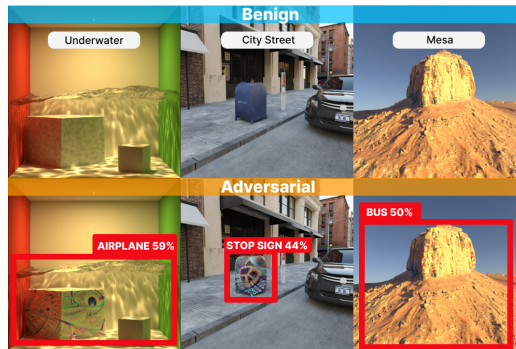 Benign
Underwater
City Street
Mesa
Adversarial
AIRPLANE 59%
STOP SIGN 44%
BUS 50%